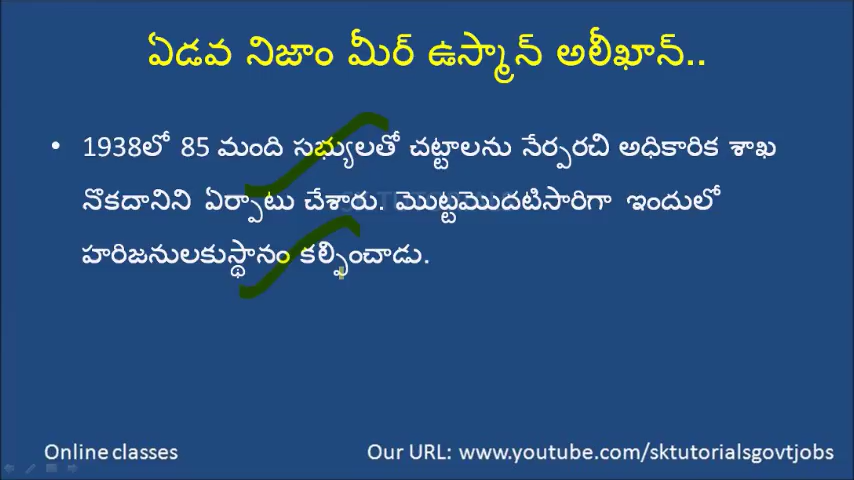 ఏడవ నిజాం మీర్ ఉస్మాన్ అలీఖాన్..
• 1938లో 85 మంది సభ్యులతో చట్టాలను నేర్పరచి అధికారిక శాఖ
నొకదానిని ఏర్పాటు చేశారు. మొట్టమొదటిసారిగా ఇందులో
హరిజనులకుస్థానం కల్పించాడు.
Online classes
Our URL: www.youtube.com/sktutorialsgovtjobs